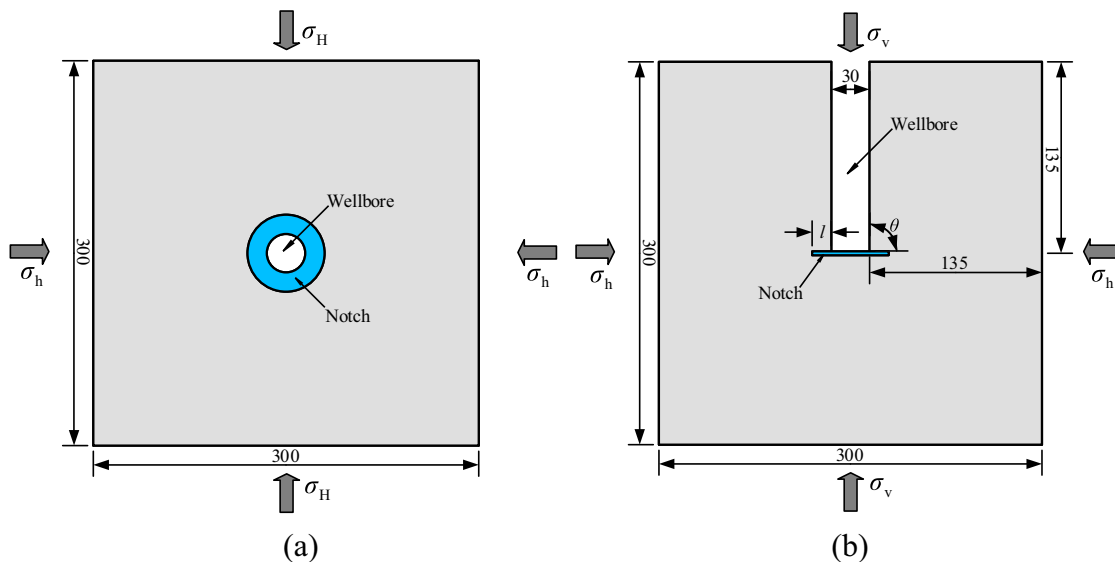 σH
300
Wellbore
Notch
σh
σh
300
σH
(a)
σv
30
Wellbore
135
300
l
θ
135
Notch
σh
σh
300
σv
(b)